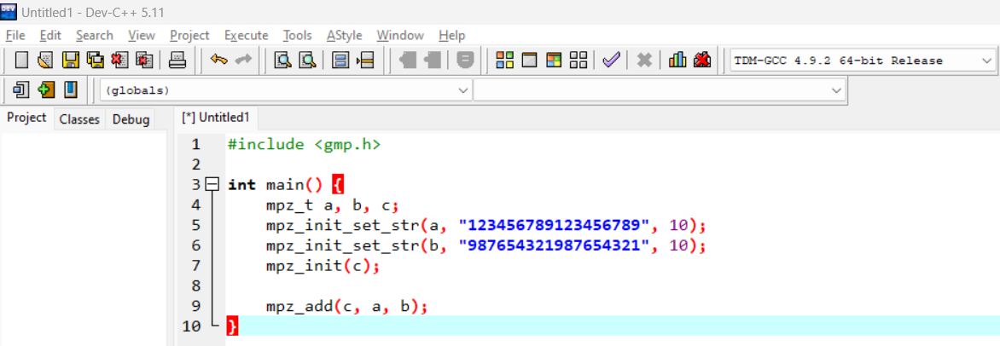 DEV
Untitled1 - Dev-C++ 5.11
File Edit Search View Project Execute Tools AStyle Window Help
TDM-GCC 4.9.2 64-bit Release
(globals)
Project Classes Debug [*] Untitled1
1 #include <gmp.h>
2
3 int main() {
4     mpz_t a, b, c;
5     mpz_init_set_str(a, "123456789123456789", 10);
6     mpz_init_set_str(b, "987654321987654321", 10);
7     mpz_init(c);
8
9     mpz_add(c, a, b);
10 }